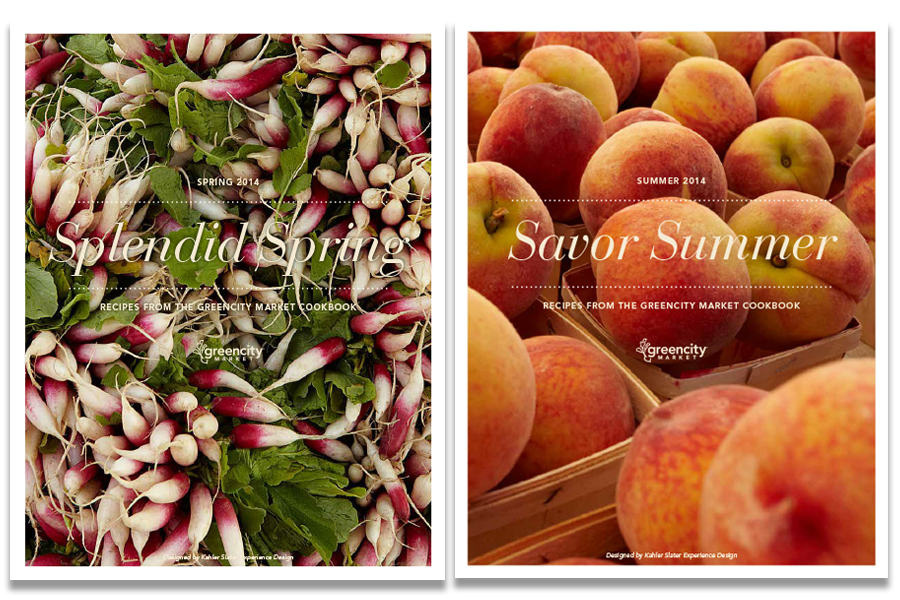 SPRING 2014
Splendid Spring
RECIPES FROM THE GREENCITY MARKET COOKBOOK
greencity
MARKET
Designed by Kahler Slater Experience Design
SUMMER 2014
Savor Summer
RECIPES FROM THE GREENCITY MARKET COOKBOOK
greencity
MARKET
Designed by Kahler Slater Experience Design